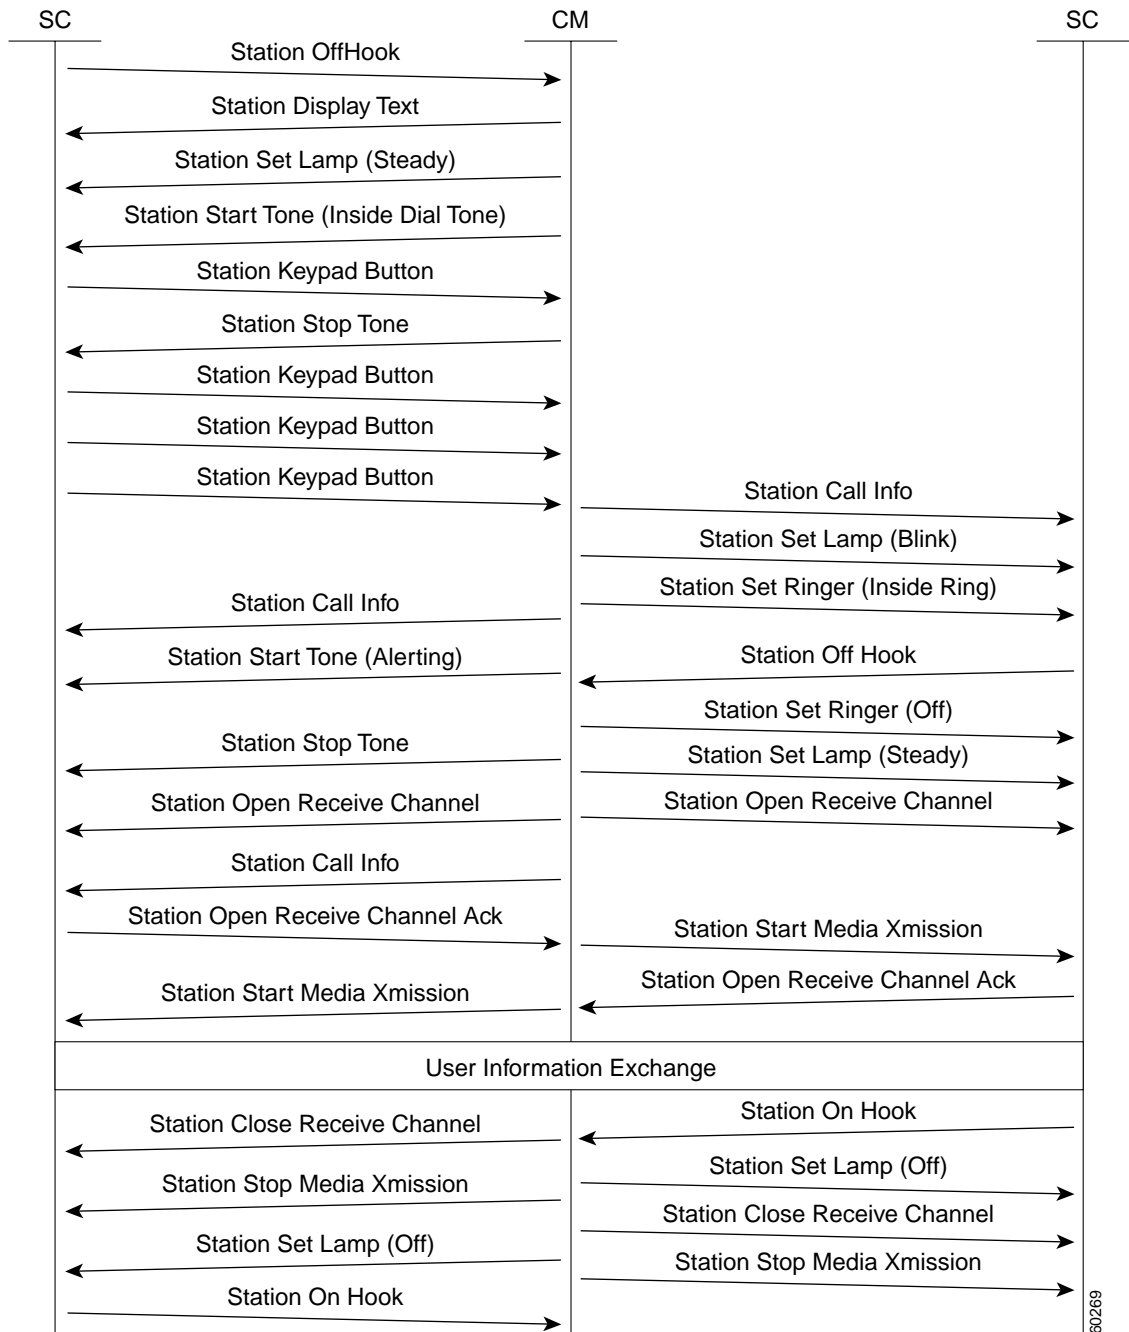 SC
CM
SC
Station OffHook
Station Display Text
Station Set Lamp (Steady)
Station Start Tone (Inside Dial Tone)
Station Keypad Button
Station Stop Tone
Station Keypad Button
Station Keypad Button
Station Keypad Button
Station Call Info
Station Set Lamp (Blink)
Station Set Ringer (Inside Ring)
Station Call Info
Station Off Hook
Station Start Tone (Alerting)
Station Set Ringer (Off)
Station Stop Tone
Station Set Lamp (Steady)
Station Open Receive Channel
Station Open Receive Channel
Station Call Info
Station Open Receive Channel Ack
Station Start Media Xmission
Station Open Receive Channel Ack
Station Start Media Xmission
User Information Exchange
Station On Hook
Station Close Receive Channel
Station Set Lamp (Off)
Station Stop Media Xmission
Station Close Receive Channel
Station Set Lamp (Off)
Station Stop Media Xmission
Station On Hook
60269